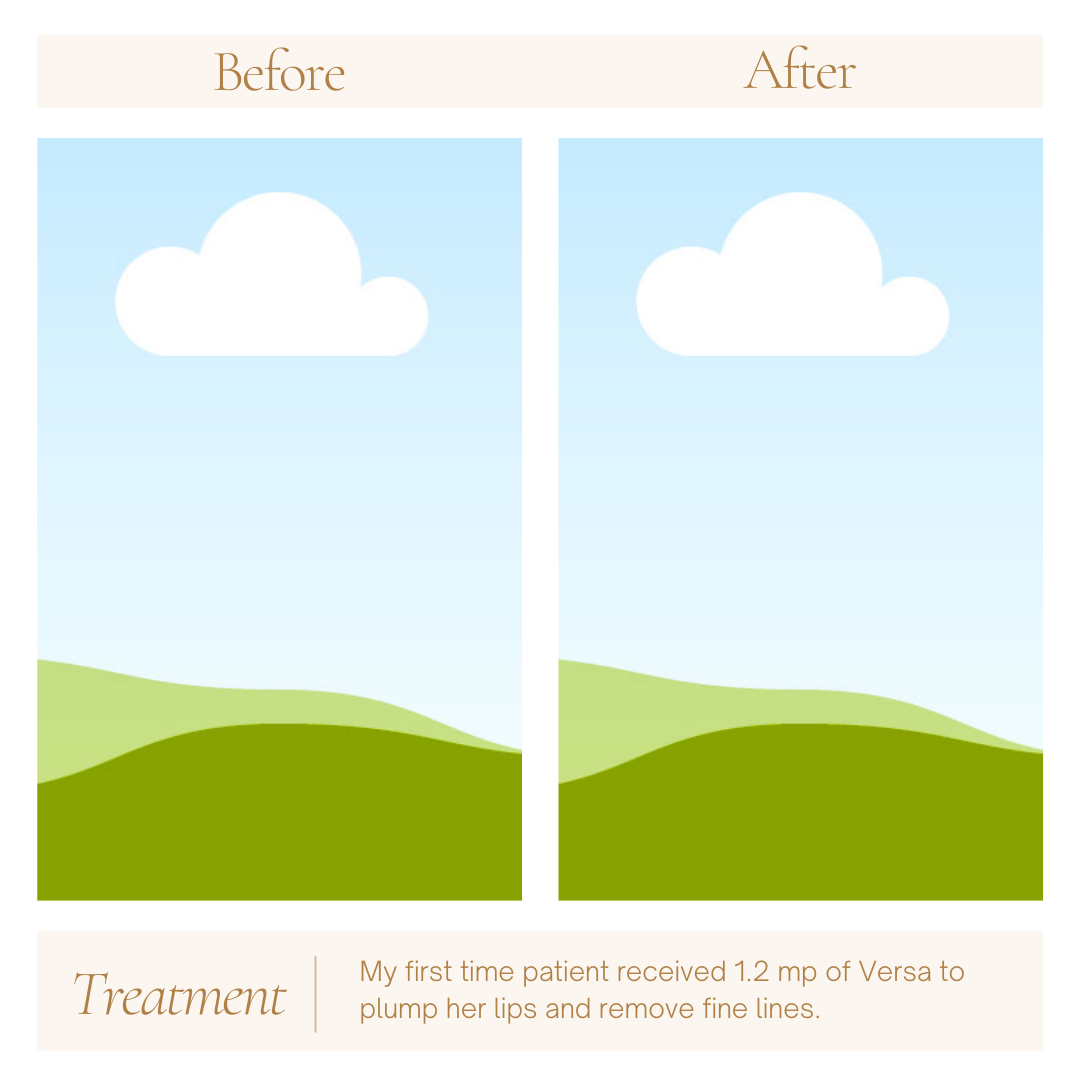 Before
After
Treatment
My first time patient received 1.2 mp of Versa to
plump her lips and remove fine lines.